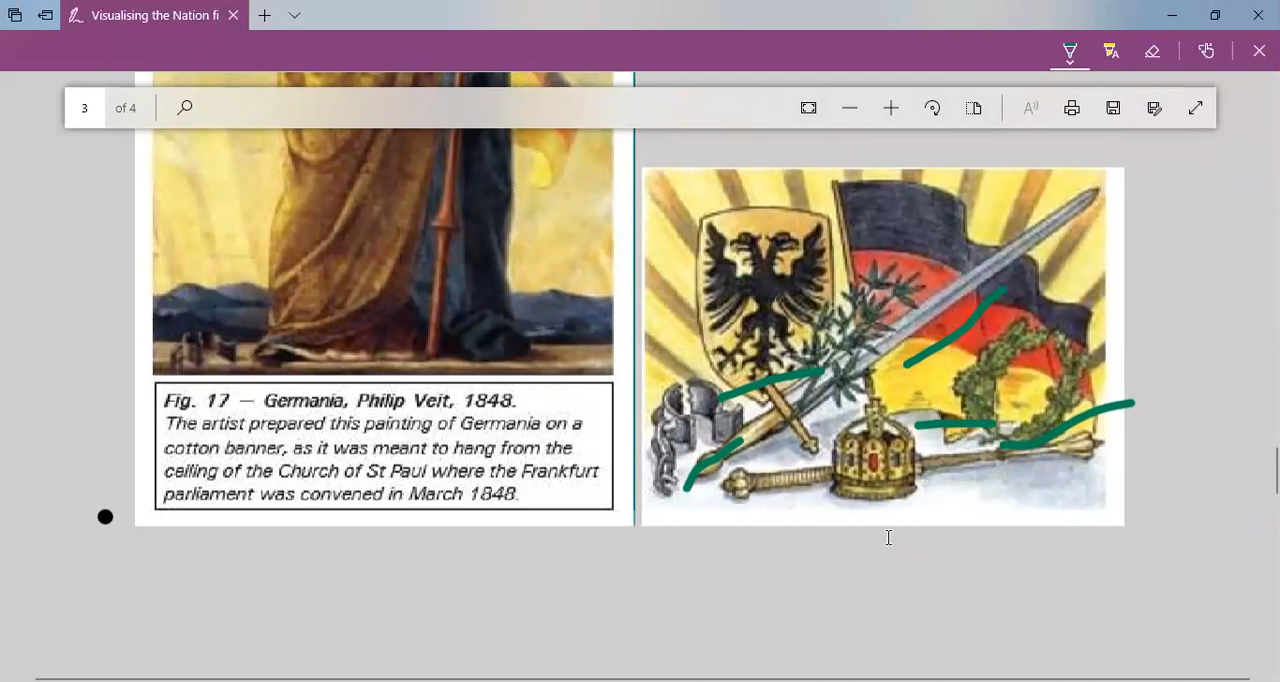 Visualising the Nation fi
3 of 4
Fig. 17 — Germania, Philip Veit, 1848.
The artist prepared this painting of Germania on a
cotton banner, as it was meant to hang from the
ceiling of the Church of St Paul where the Frankfurt
parliament was convened in March 1848.